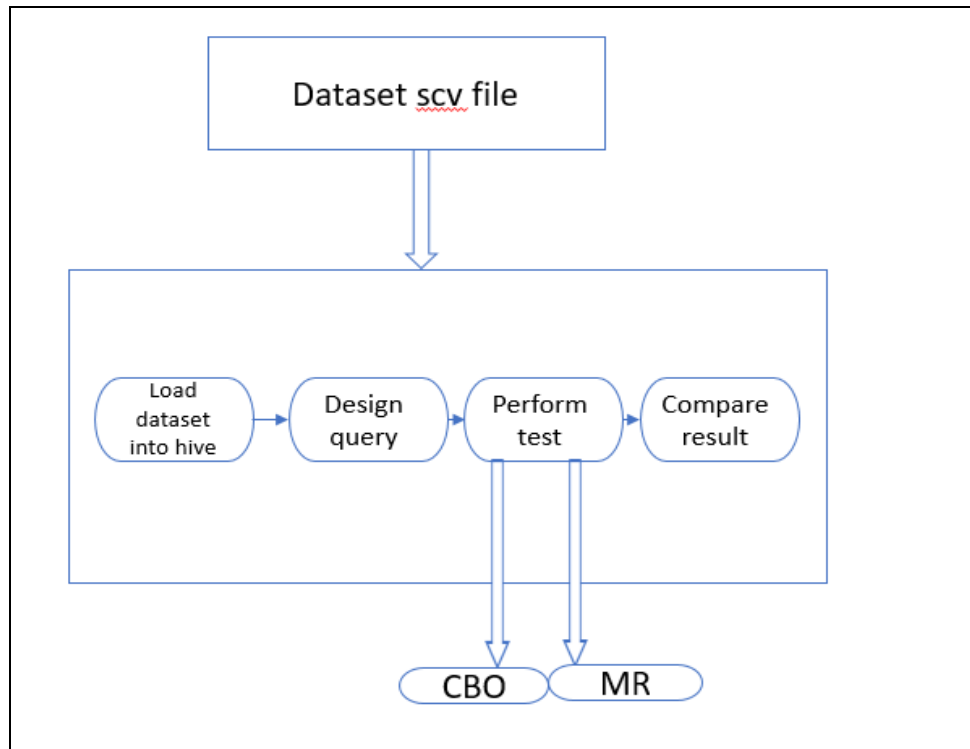 Dataset scv file
Load
dataset
into hive
Design
query
Perform
test
Compare
result
CBO
MR